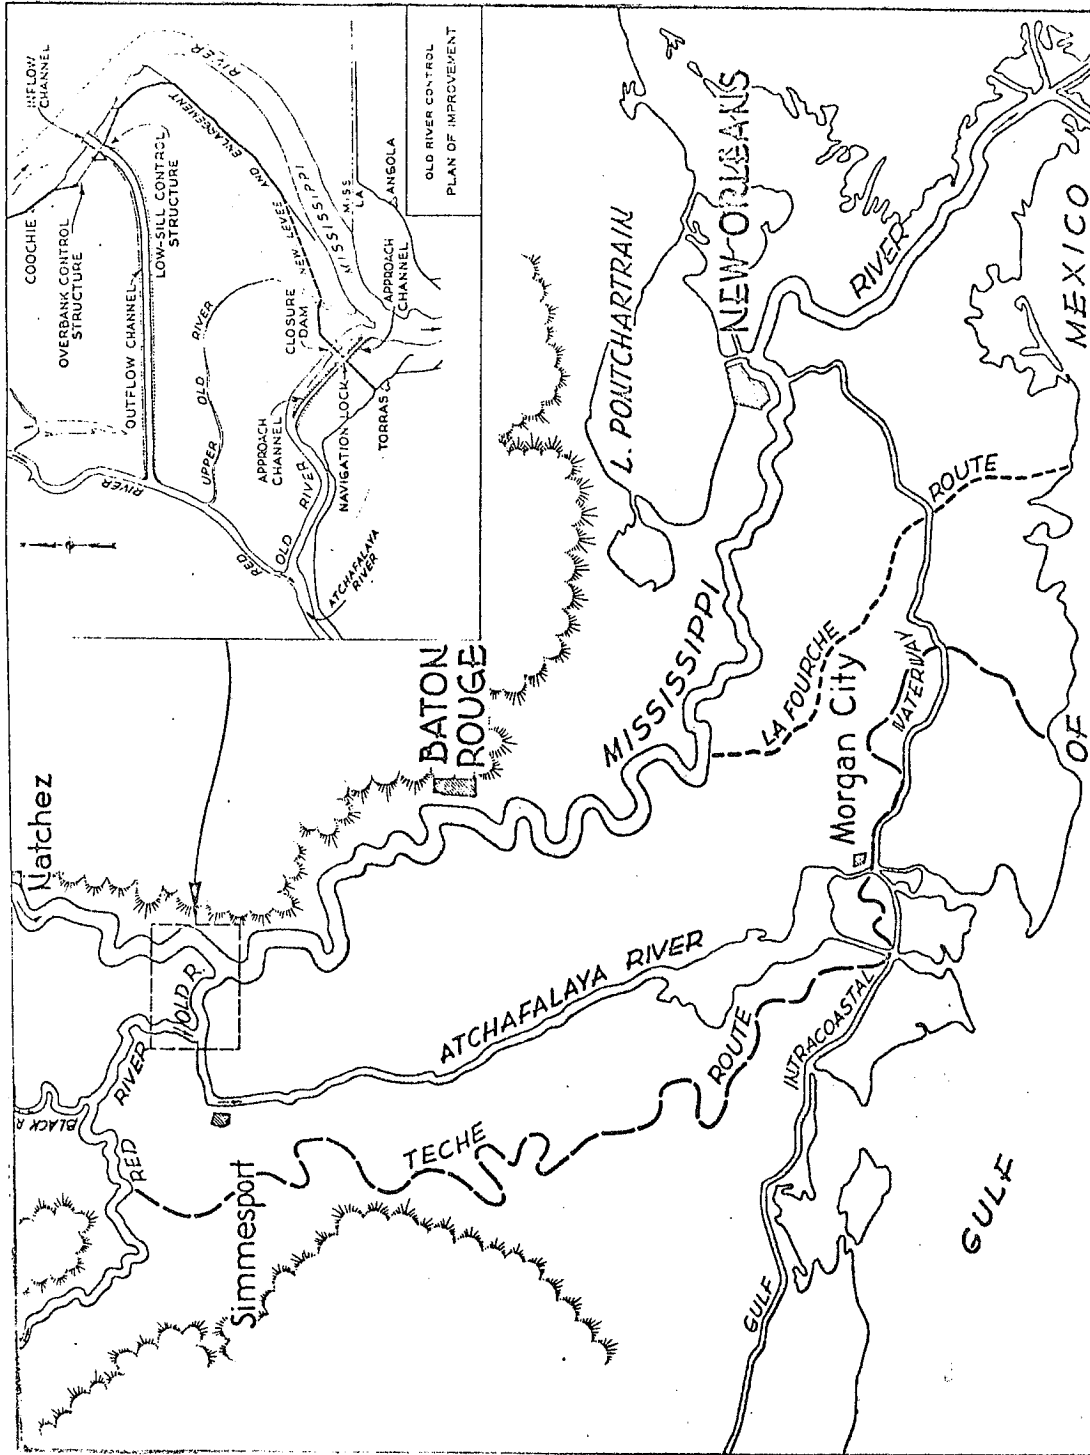 COOCHIE
INFLOW
CHANNEL
OVERBANK CONTROL
STRUCTURE
OUTFLOW CHANNEL
LOW-SILL CONTROL
STRUCTURE
RIVER
NEW LEVEE AND ENLARGEMENT
MISSISSIPPI
MISS
LA
ANGOLA
RIVER
RED
UPPER OLD RIVER
OLD RIVER
APPROACH
CHANNEL
CLOSURE
DAM
NAVIGATION LOCK
TORRAS
APPROACH
CHANNEL
ATCHAFALAYA
RIVER
OLD RIVER CONTROL
PLAN OF IMPROVEMENT
Natchez
BLACK R.
RIVER
RED
OLD R.
Simmesport
BATON
ROUGE
ATCHAFALAYA RIVER
TECHE
ROUTE
MISSISSIPPI
RIVER
L. PONTCHARTRAIN
NEW ORLEANS
LA FOURCHE
ROUTE
Morgan City
GULF
INTRACOASTAL
WATERWAY
GULF
OF
MEXICO